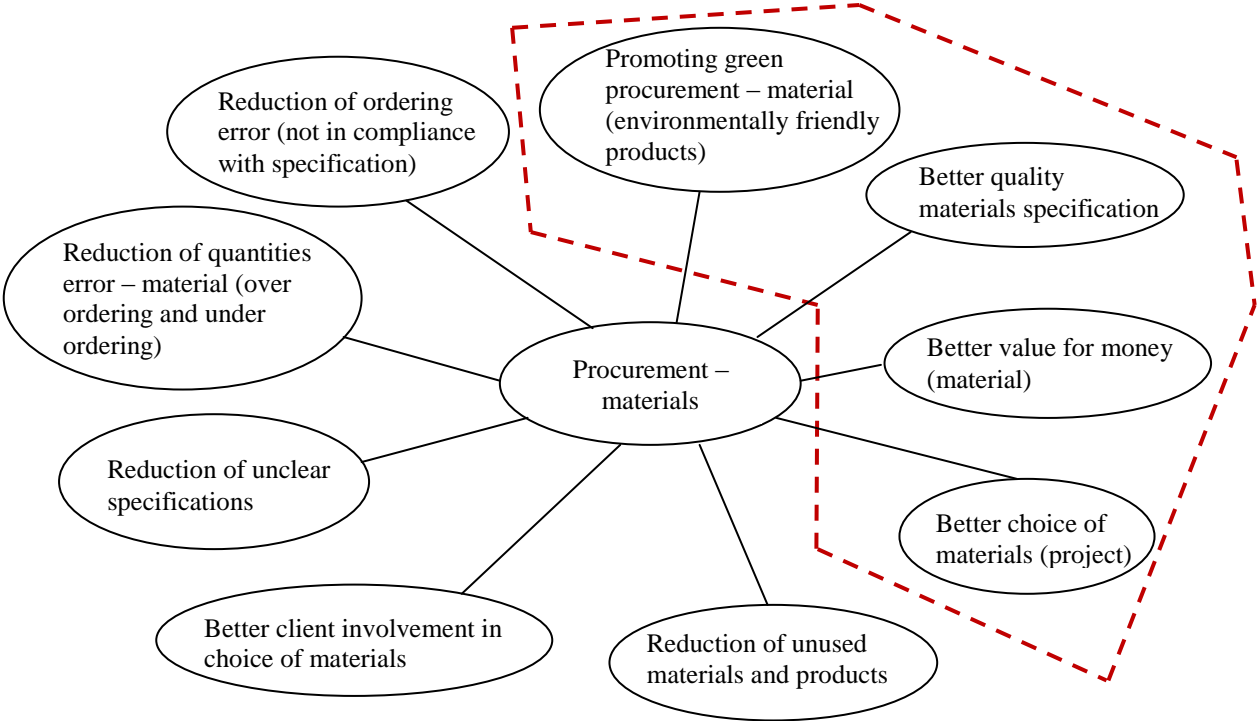 Promoting green
procurement – material
(environmentally friendly
products)
Reduction of ordering
error (not in compliance
with specification)
Better quality
materials specification
Reduction of quantities
error – material (over
ordering and under
ordering)
Better value for money
(material)
Procurement –
materials
Reduction of unclear
specifications
Better choice of
materials (project)
Better client involvement in
choice of materials
Reduction of unused
materials and products